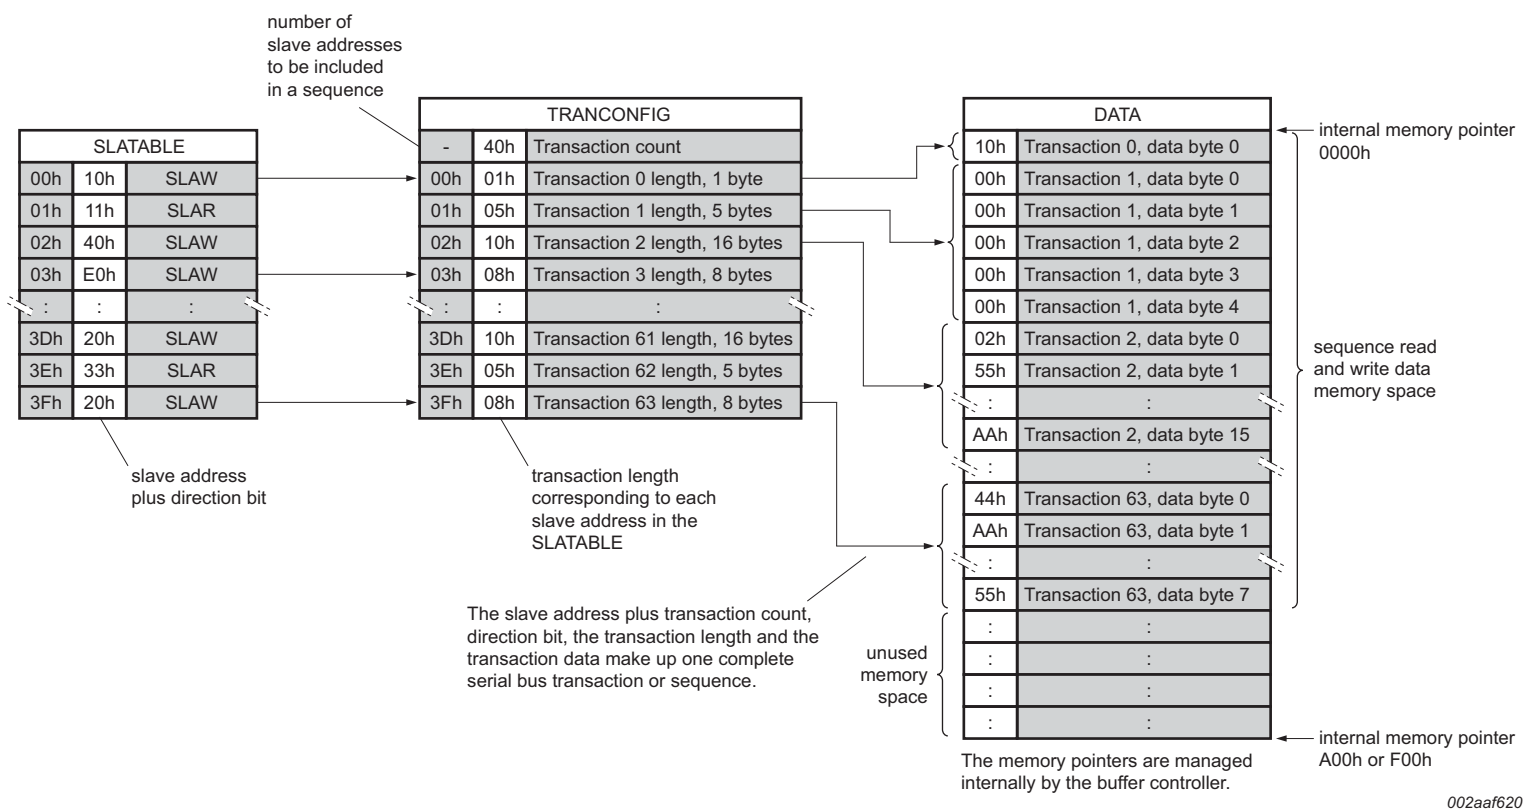 number of
slave addresses
to be included
in a sequence
SLATABLE
00h 10h SLAW
01h 11h SLAR
02h 40h SLAW
03h E0h SLAW
: : :
3Dh 20h SLAW
3Eh 33h SLAR
3Fh 20h SLAW
slave address
plus direction bit
TRANCONFIG
- 40h Transaction count
00h 01h Transaction 0 length, 1 byte
01h 05h Transaction 1 length, 5 bytes
02h 10h Transaction 2 length, 16 bytes
03h 08h Transaction 3 length, 8 bytes
: : :
3Dh 10h Transaction 61 length, 16 bytes
3Eh 05h Transaction 62 length, 5 bytes
3Fh 08h Transaction 63 length, 8 bytes
transaction length
corresponding to each
slave address in the
SLATABLE
The slave address plus transaction count,
direction bit, the transaction length and the
transaction data make up one complete
serial bus transaction or sequence.
DATA
10h Transaction 0, data byte 0
00h Transaction 1, data byte 0
00h Transaction 1, data byte 1
00h Transaction 1, data byte 2
00h Transaction 1, data byte 3
00h Transaction 1, data byte 4
02h Transaction 2, data byte 0
55h Transaction 2, data byte 1
: :
AAh Transaction 2, data byte 15
: :
44h Transaction 63, data byte 0
AAh Transaction 63, data byte 1
: :
55h Transaction 63, data byte 7
: :
: :
: :
: :
unused
memory
space
internal memory pointer
0000h
sequence read
and write data
memory space
internal memory pointer
A00h or F00h
The memory pointers are managed
internally by the buffer controller.
002aaf620